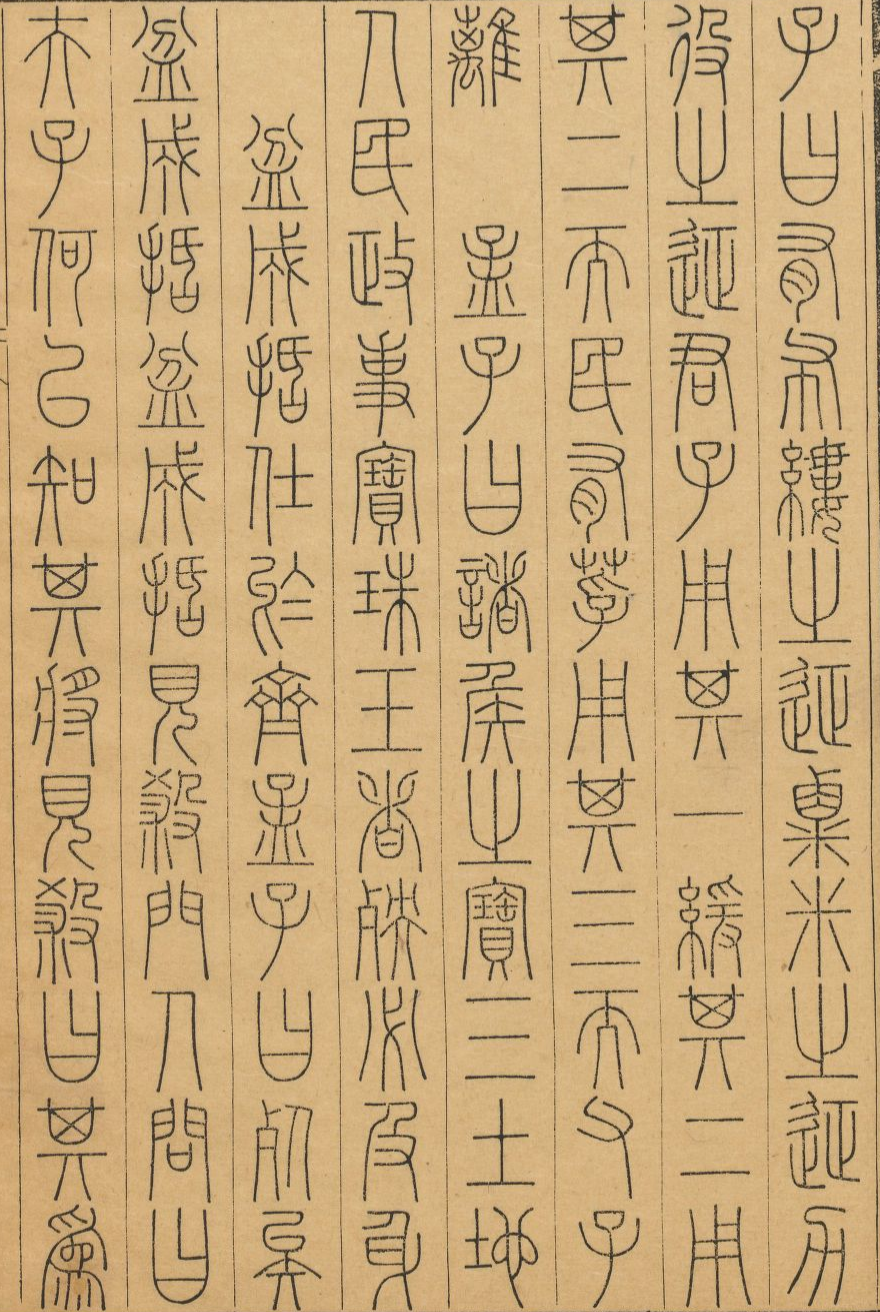 子曰有布縷之征粟米之征力
役之征君子用其一緩其二用
其二而民有莩用其三而父子
離　孟子曰諸侯之寶三土地
人民政事寶珠玉者殃必及身
盆成括仕於齊孟子曰死矣
盆成括盆成括見殺門人問曰
夫子何以知其將見殺曰其為